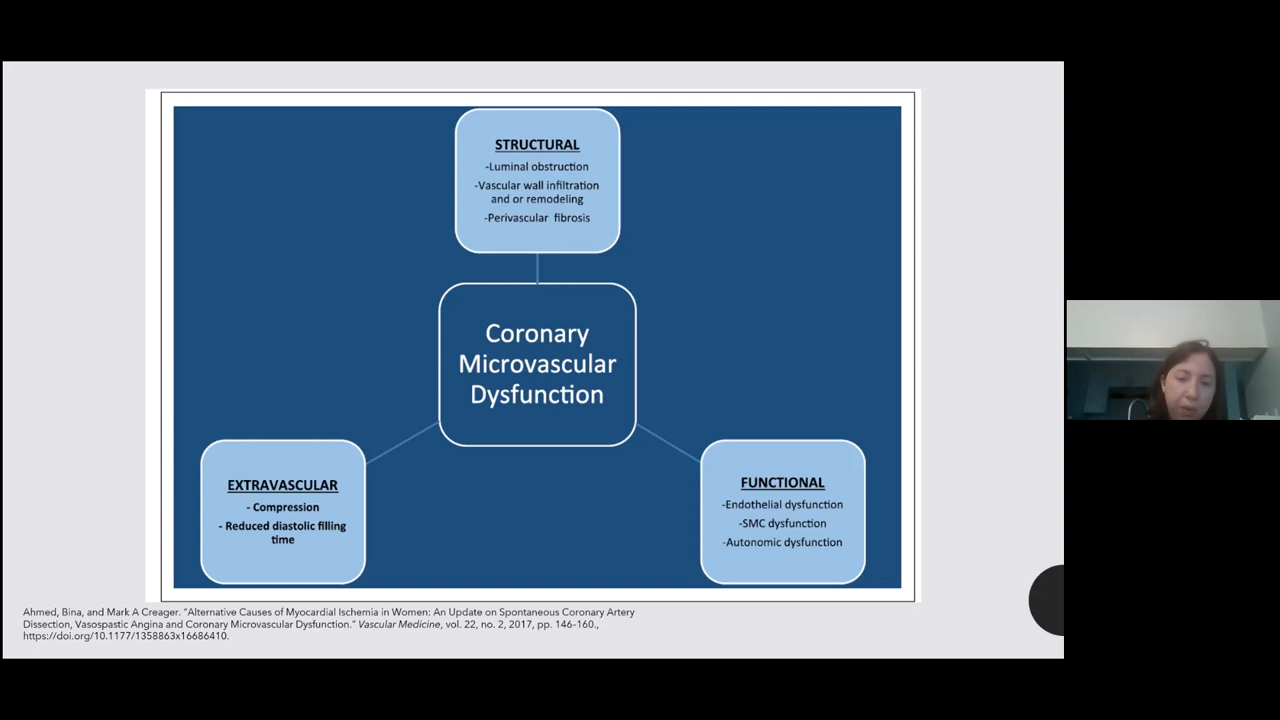 STRUCTURAL
-Luminal obstruction
-Vascular wall infiltration
and or remodeling
-Perivascular fibrosis
Coronary
Microvascular
Dysfunction
EXTRAVASCULAR
- Compression
- Reduced diastolic filling
time
FUNCTIONAL
-Endothelial dysfunction
-SMC dysfunction
-Autonomic dysfunction
Ahmed, Bina, and Mark A Creager. “Alternative Causes of Myocardial Ischemia in Women: An Update on Spontaneous Coronary Artery
Dissection, Vasospastic Angina and Coronary Microvascular Dysfunction.” Vascular Medicine, vol. 22, no. 2, 2017, pp. 146–160.,
https://doi.org/10.1177/1358863x16686410.